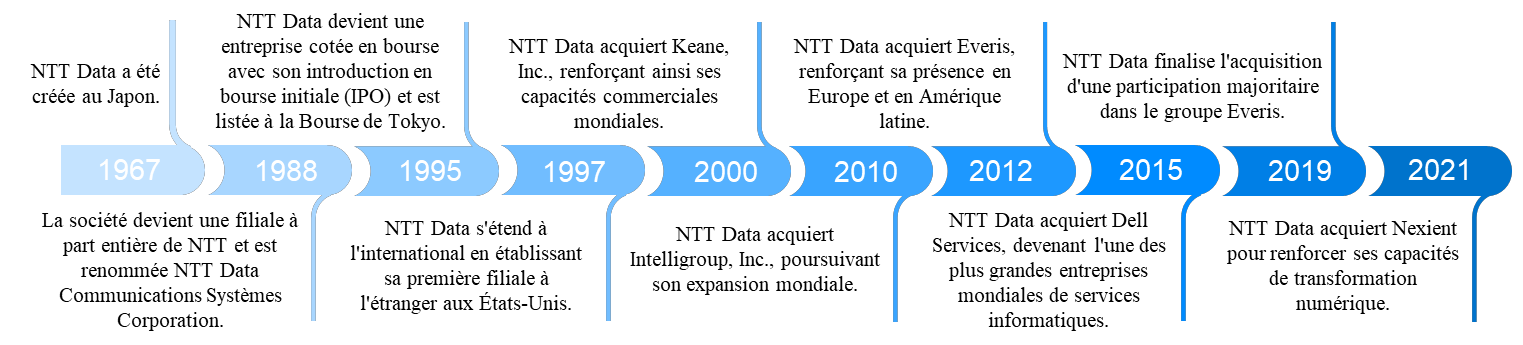 NTT Data a été
créée au Japon.
NTT Data devient une
entreprise cotée en bourse
avec son introduction en
bourse initiale (IPO) et est
listée à la Bourse de Tokyo.
NTT Data acquiert Keane,
Inc., renforçant ainsi ses
capacités commerciales
mondiales.
NTT Data acquiert Everis,
renforçant sa présence en
Europe et en Amérique
latine.
NTT Data finalise l'acquisition
d'une participation majoritaire
dans le groupe Everis.
1967
1988
1995
1997
2000
2010
2012
2015
2019
2021
La société devient une filiale à
part entière de NTT et est
renommée NTT Data
Communications Systèmes
Corporation.
NTT Data s'étend à
l'international en établissant
sa première filiale à
l'étranger aux États-Unis.
NTT Data acquiert
Intelligroup, Inc., poursuivant
son expansion mondiale.
NTT Data acquiert Dell
Services, devenant l'une des
plus grandes entreprises
mondiales de services
informatiques.
NTT Data acquiert Nexient
pour renforcer ses capacités
de transformation
numérique.